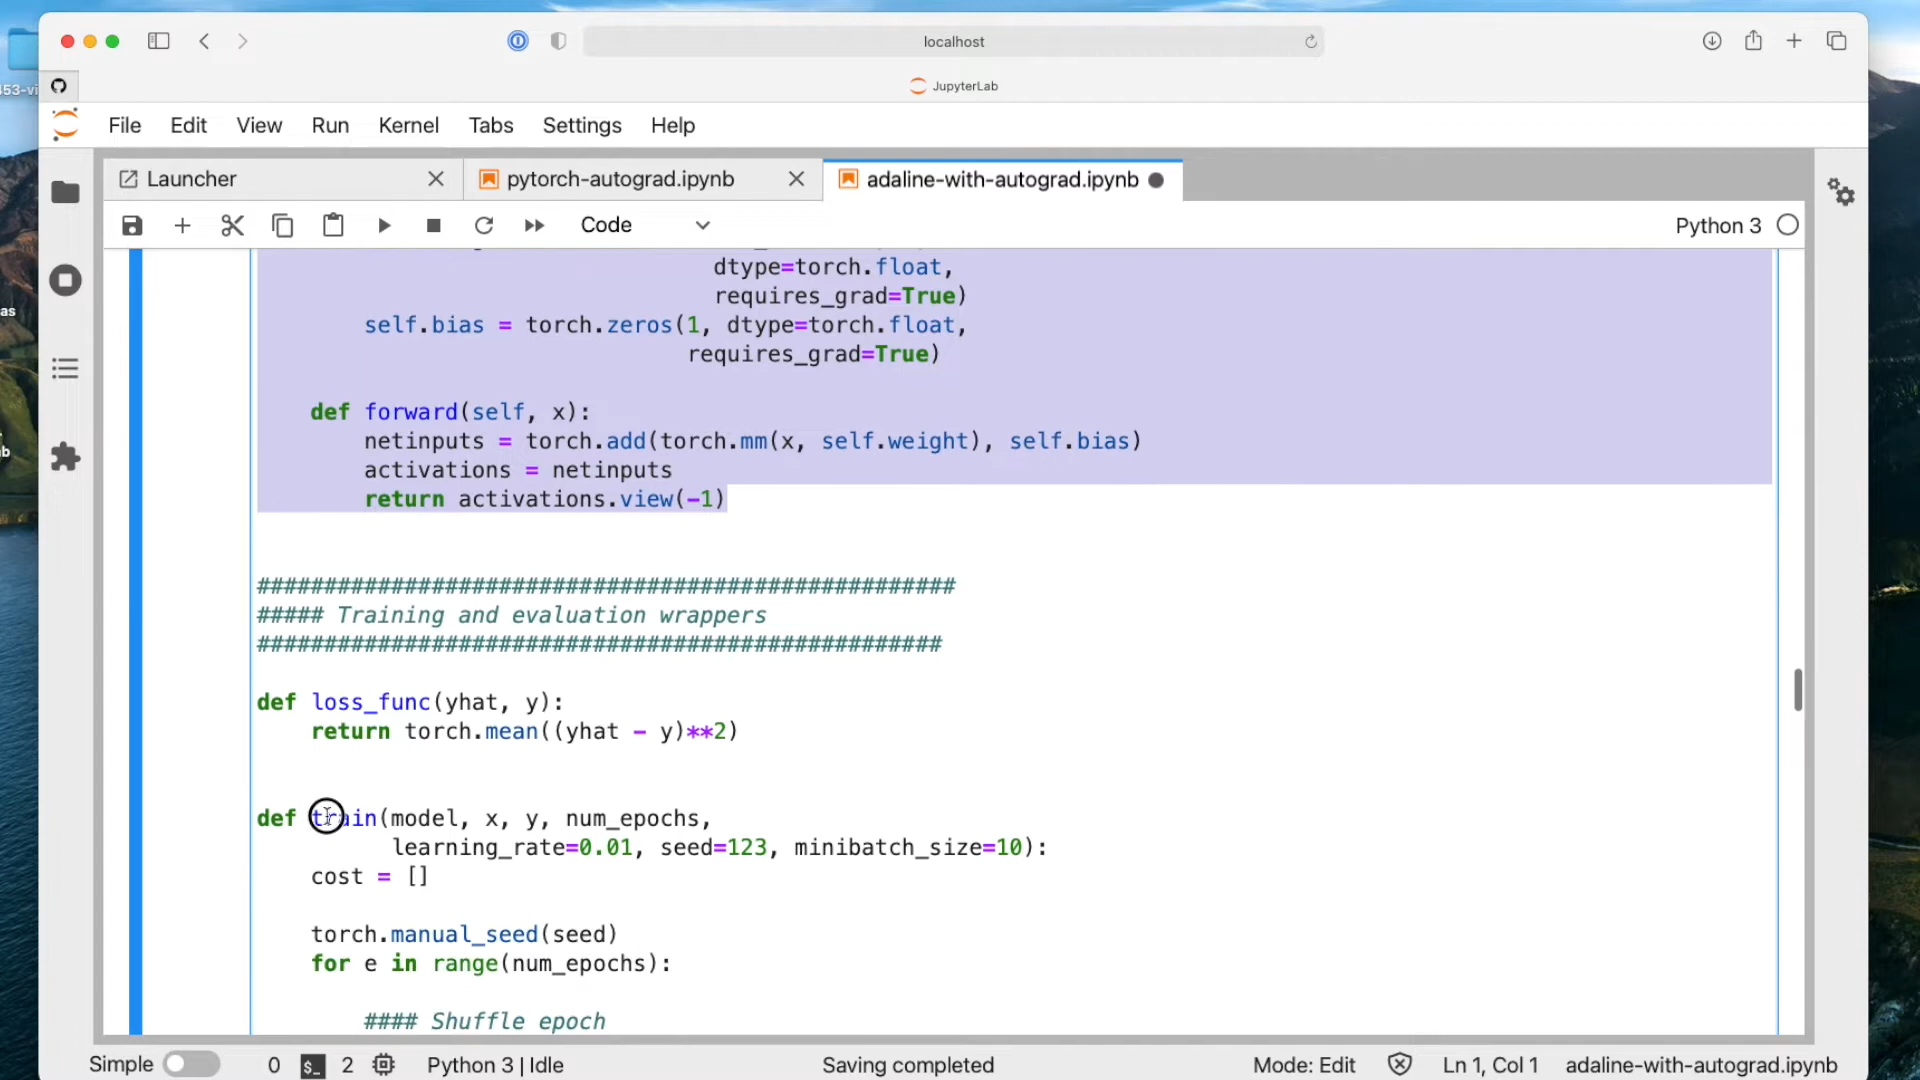 localhost
JupyterLab
453-vi
File Edit View Run Kernel Tabs Settings Help
Launcher
pytorch-autograd.ipynb
adaline-with-autograd.ipynb
Code
Python 3
as
b
dtype=torch.float,
requires_grad=True)
self.bias = torch.zeros(1, dtype=torch.float,
requires_grad=True)
def forward(self, x):
netinputs = torch.add(torch.mm(x, self.weight), self.bias)
activations = netinputs
return activations.view(-1)
####################################################
##### Training and evaluation wrappers
###################################################
def loss_func(yhat, y):
return torch.mean((yhat - y)**2)
def train(model, x, y, num_epochs,
learning_rate=0.01, seed=123, minibatch_size=10):
cost = []
torch.manual_seed(seed)
for e in range(num_epochs):
#### Shuffle epoch
Simple 0 $_ 2 Python 3 | Idle Saving completed Mode: Edit Ln 1, Col 1 adaline-with-autograd.ipynb